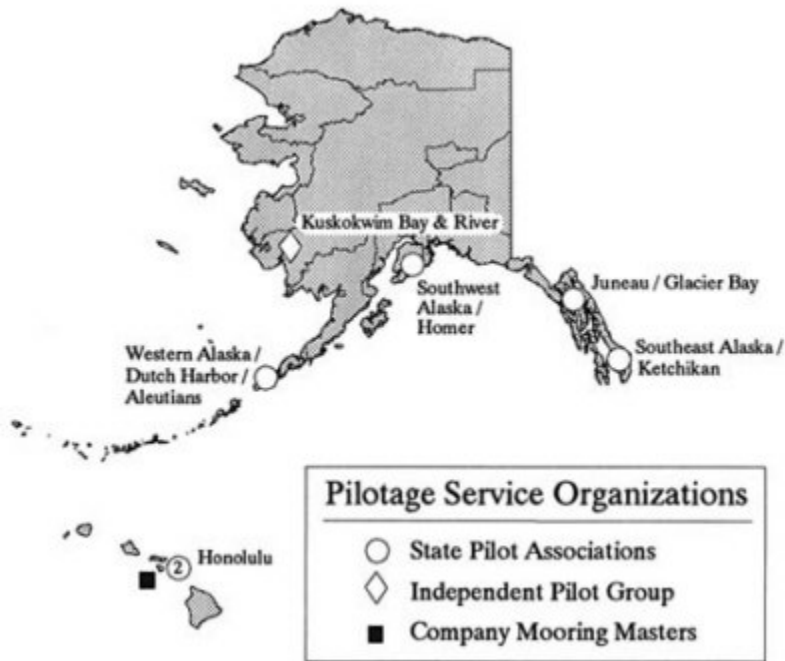 Kuskokwim Bay & River
Southwest
Alaska /
Homer
Juneau / Glacier Bay
Southeast Alaska /
Ketchikan
Western Alaska /
Dutch Harbor /
Aleutians
Honolulu
2
Pilotage Service Organizations
State Pilot Associations
Independent Pilot Group
Company Mooring Masters